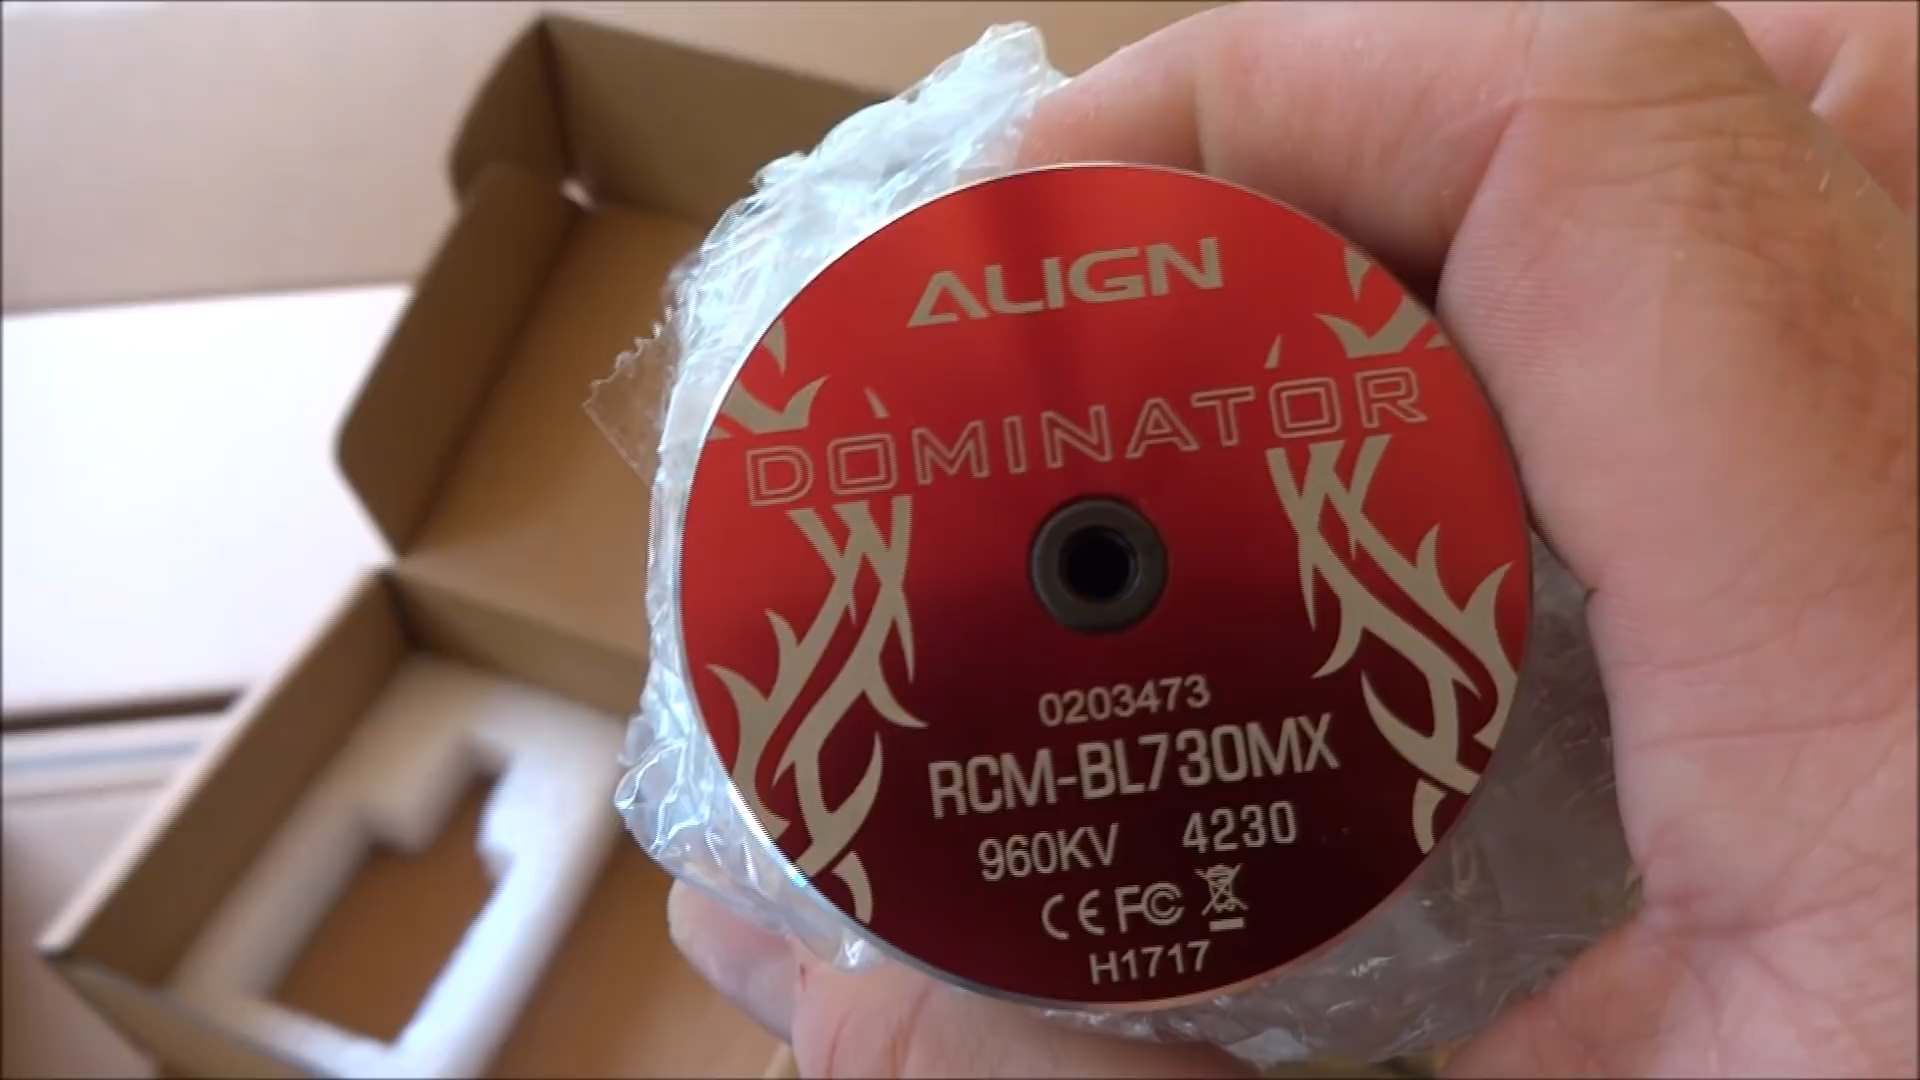 ALIGN
DOMINATOR
0203473
RCM-BL730MX
960KV 4230
CE FC
H1717